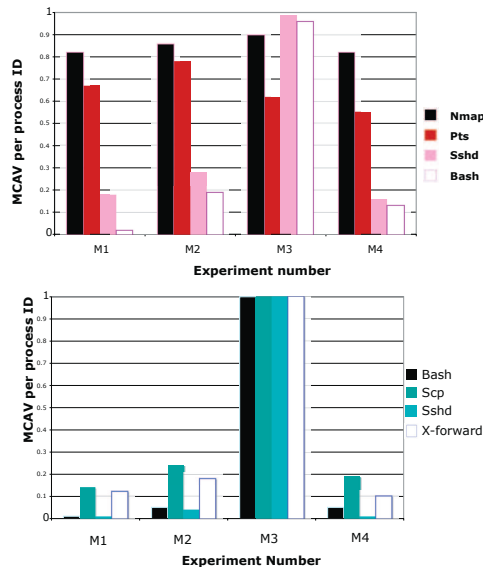 MCAV per process ID
1
0.9
0.8
0.7
0.6
0.5
0.4
0.3
0.2
0.1
0
M1 M2 M3 M4
Experiment number
Nmap
Pts
Sshd
Bash
MCAV per process ID
1
0.9
0.8
0.7
0.6
0.5
0.4
0.3
0.2
0.1
0
M1 M2 M3 M4
Experiment Number
Bash
Scp
Sshd
X-forward